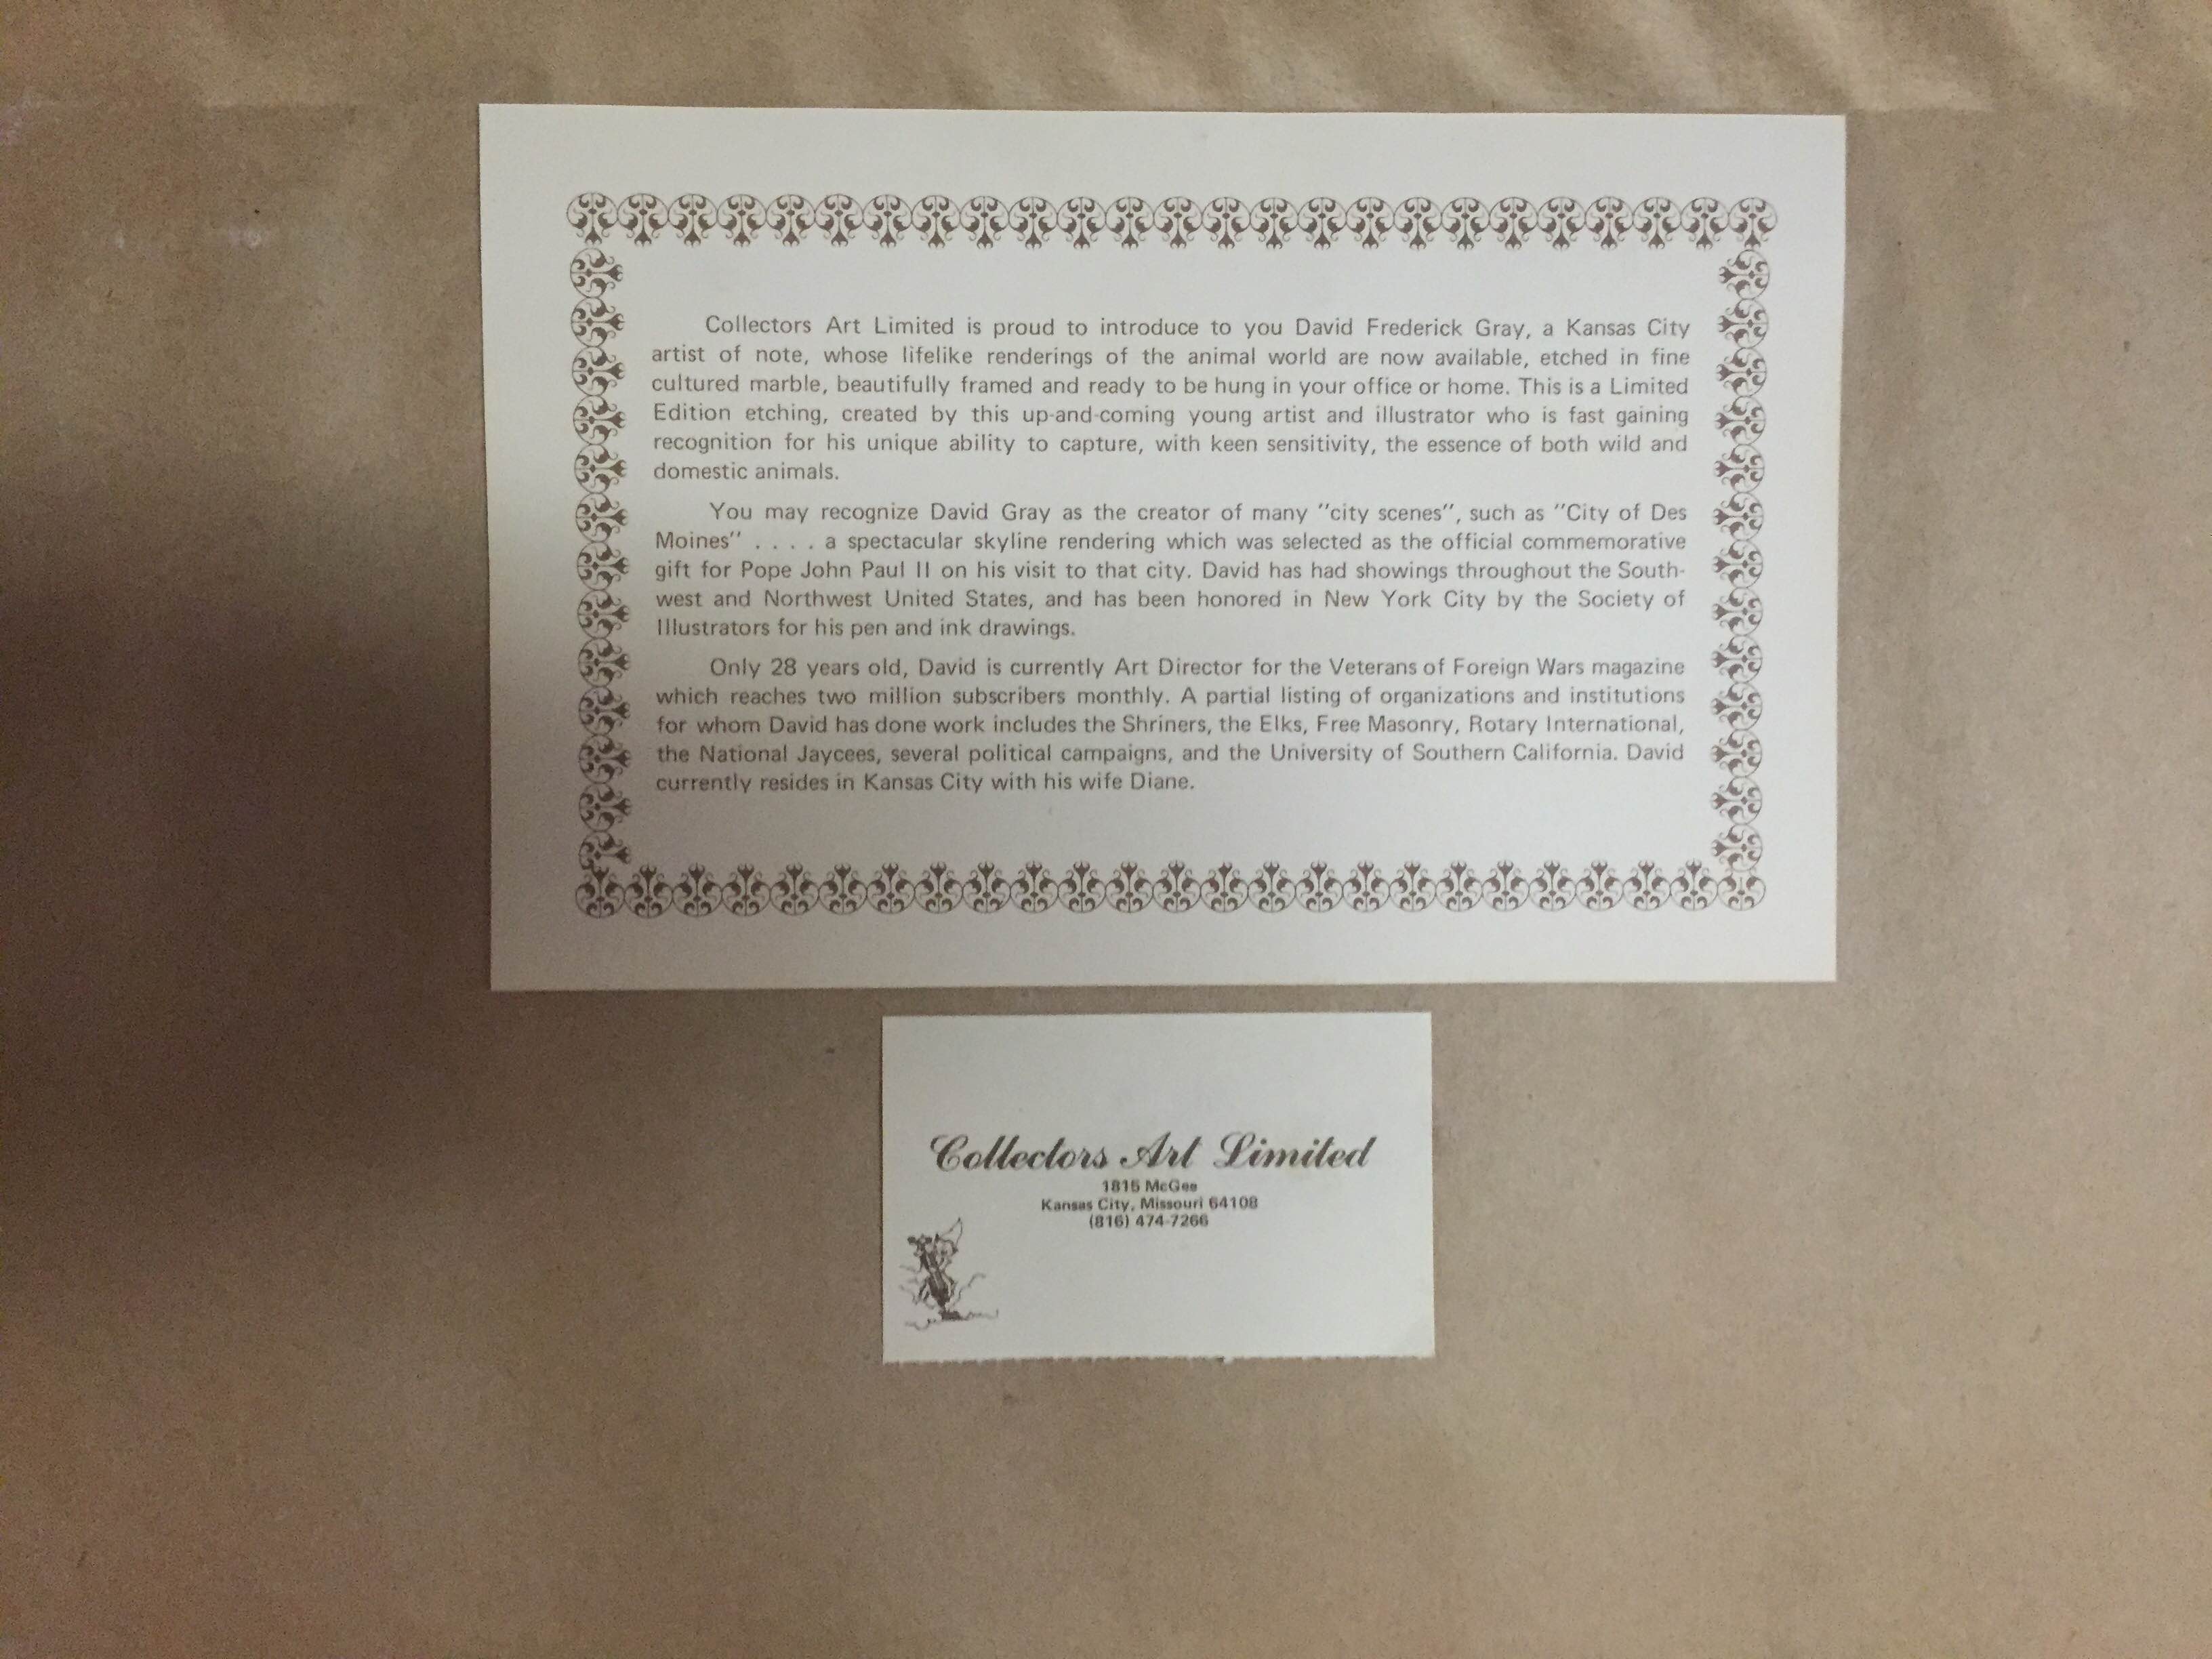 Collectors Art Limited is proud to introduce to you David Frederick Gray, a Kansas City
artist of note, whose lifelike renderings of the animal world are now available, etched in fine
cultured marble, beautifully framed and ready to be hung in your office or home. This is a Limited
Edition etching, created by this up-and-coming young artist and illustrator who is fast gaining
recognition for his unique ability to capture, with keen sensitivity, the essence of both wild and
domestic animals.
You may recognize David Gray as the creator of many "city scenes", such as "City of Des
Moines" . . . . a spectacular skyline rendering which was selected as the official commemorative
gift for Pope John Paul II on his visit to that city. David has had showings throughout the South-
west and Northwest United States, and has been honored in New York City by the Society of
Illustrators for his pen and ink drawings.
Only 28 years old, David is currently Art Director for the Veterans of Foreign Wars magazine
which reaches two million subscribers monthly. A partial listing of organizations and institutions
for whom David has done work includes the Shriners, the Elks, Free Masonry, Rotary International,
the National Jaycees, several political campaigns, and the University of Southern California. David
currently resides in Kansas City with his wife Diane.
Collectors Art Limited
1815 McGee
Kansas City, Missouri 64108
(816) 474-7266